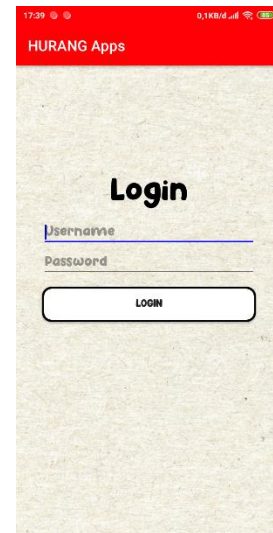 17:39 0,1KB/d
HURANG Apps
Login
Username
Password
LOGIN